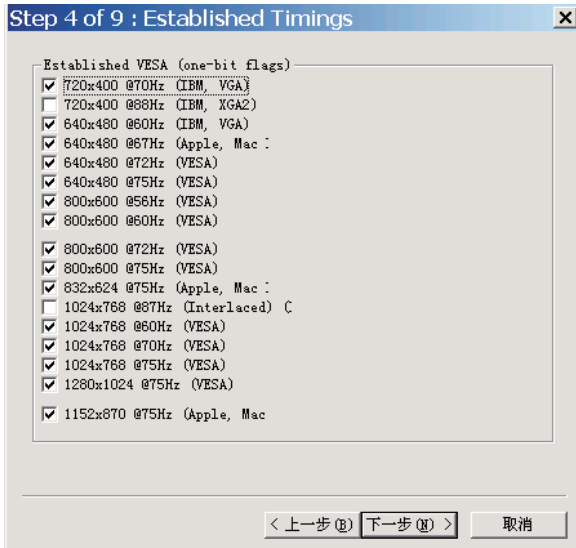 Step 4 of 9 : Established Timings
Established VESA (one-bit flags)
720x400 @70Hz (IBM, VGA)
720x400 @88Hz (IBM, XGA2)
640x480 @60Hz (IBM, VGA)
640x480 @67Hz (Apple, Mac
640x480 @72Hz (VESA)
640x480 @75Hz (VESA)
800x600 @56Hz (VESA)
800x600 @60Hz (VESA)
800x600 @72Hz (VESA)
800x600 @75Hz (VESA)
832x624 @75Hz (Apple, Mac
1024x768 @87Hz (Interlaced) (
1024x768 @60Hz (VESA)
1024x768 @70Hz (VESA)
1024x768 @75Hz (VESA)
1280x1024 @75Hz (VESA)
1152x870 @75Hz (Apple, Mac
< 上一步(B) 下一步(N) > 取消